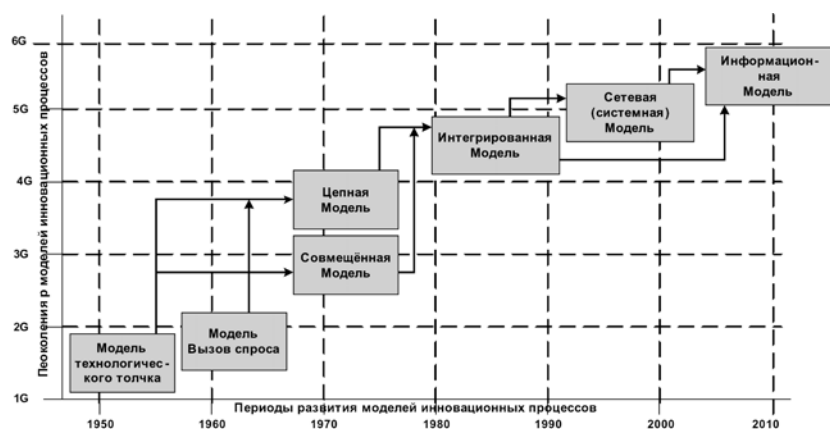 6G
5G
4G
3G
2G
1G
Пеоколения р моделей инновационных процессов
Информацион-
ная
Модель
Сетевая
(системная)
Модель
Интегрированная
Модель
Цепная
Модель
Совмещённая
Модель
Модель
Вызов спроса
Модель
технологичес-
кого толчка
Периоды развития моделей инновационных процессов
1950
1960
1970
1980
1990
2000
2010